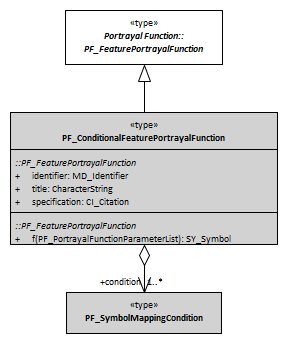 «type»
Portrayal Function::
PF_FeaturePortrayalFunction
«type»
PF_ConditionalFeaturePortrayalFunction
::PF_FeaturePortrayalFunction
+ identifier: MD_Identifier
+ title: CharacterString
+ specification: CI_Citation
::PF_FeaturePortrayalFunction
+ f(PF_PortrayalFunctionParameterList): SY_Symbol
+condition 1..*
«type»
PF_SymbolMappingCondition